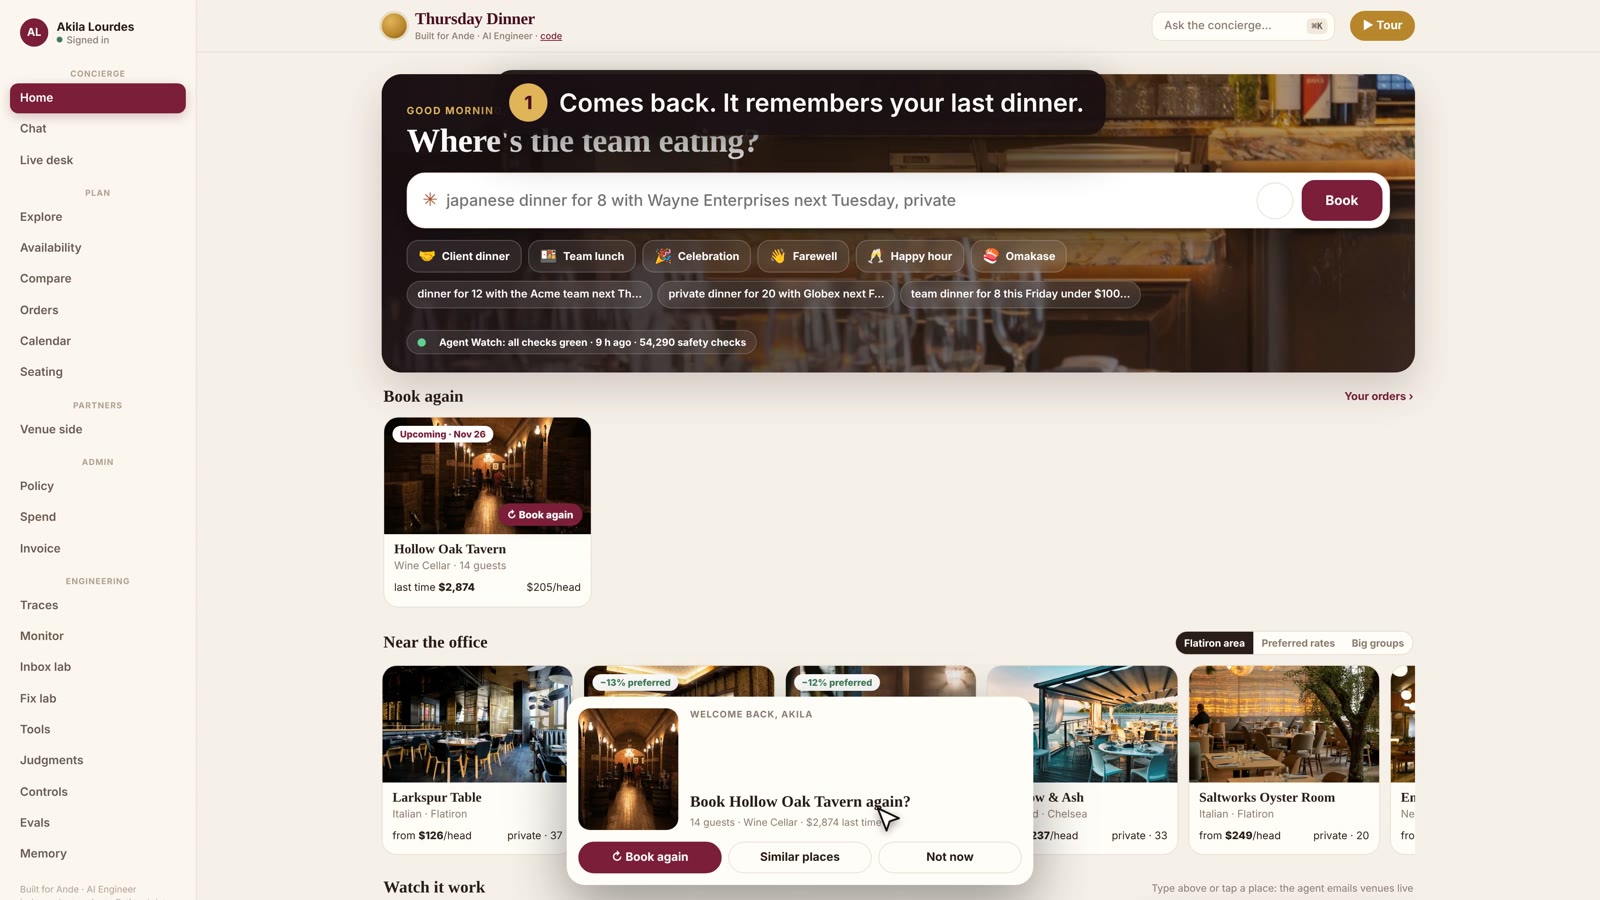 AL
Akila Lourdes
Signed in
CONCIERGE
Home
Chat
Live desk
PLAN
Explore
Availability
Compare
Orders
Calendar
Seating
PARTNERS
Venue side
ADMIN
Policy
Spend
Invoice
ENGINEERING
Traces
Monitor
Inbox lab
Fix lab
Tools
Judgments
Controls
Evals
Memory
Built for Ande · AI Engineer
Thursday Dinner
Built for Ande · AI Engineer · code
Ask the concierge... ⌘K
▶ Tour
1 Comes back. It remembers your last dinner.
GOOD MORNIN
Where's the team eating?
japanese dinner for 8 with Wayne Enterprises next Tuesday, private
Book
Client dinner Team lunch Celebration Farewell Happy hour Omakase
dinner for 12 with the Acme team next Th... private dinner for 20 with Globex next F... team dinner for 8 this Friday under $100...
Agent Watch: all checks green · 9 h ago · 54,290 safety checks
Book again
Your orders ›
Upcoming · Nov 26
↻ Book again
Hollow Oak Tavern
Wine Cellar · 14 guests
last time $2,874 $205/head
Near the office
Flatiron area Preferred rates Big groups
−13% preferred
−12% preferred
Larkspur Table
Italian · Flatiron
from $126/head private · 37
WELCOME BACK, AKILA
Book Hollow Oak Tavern again?
14 guests · Wine Cellar · $2,874 last time
↻ Book again
Similar places
Not now
w & Ash
d · Chelsea
237/head private · 33
Saltworks Oyster Room
Italian · Flatiron
from $249/head private · 20
En
Ne
fro
Watch it work
Type above or tap a place: the agent emails venues live